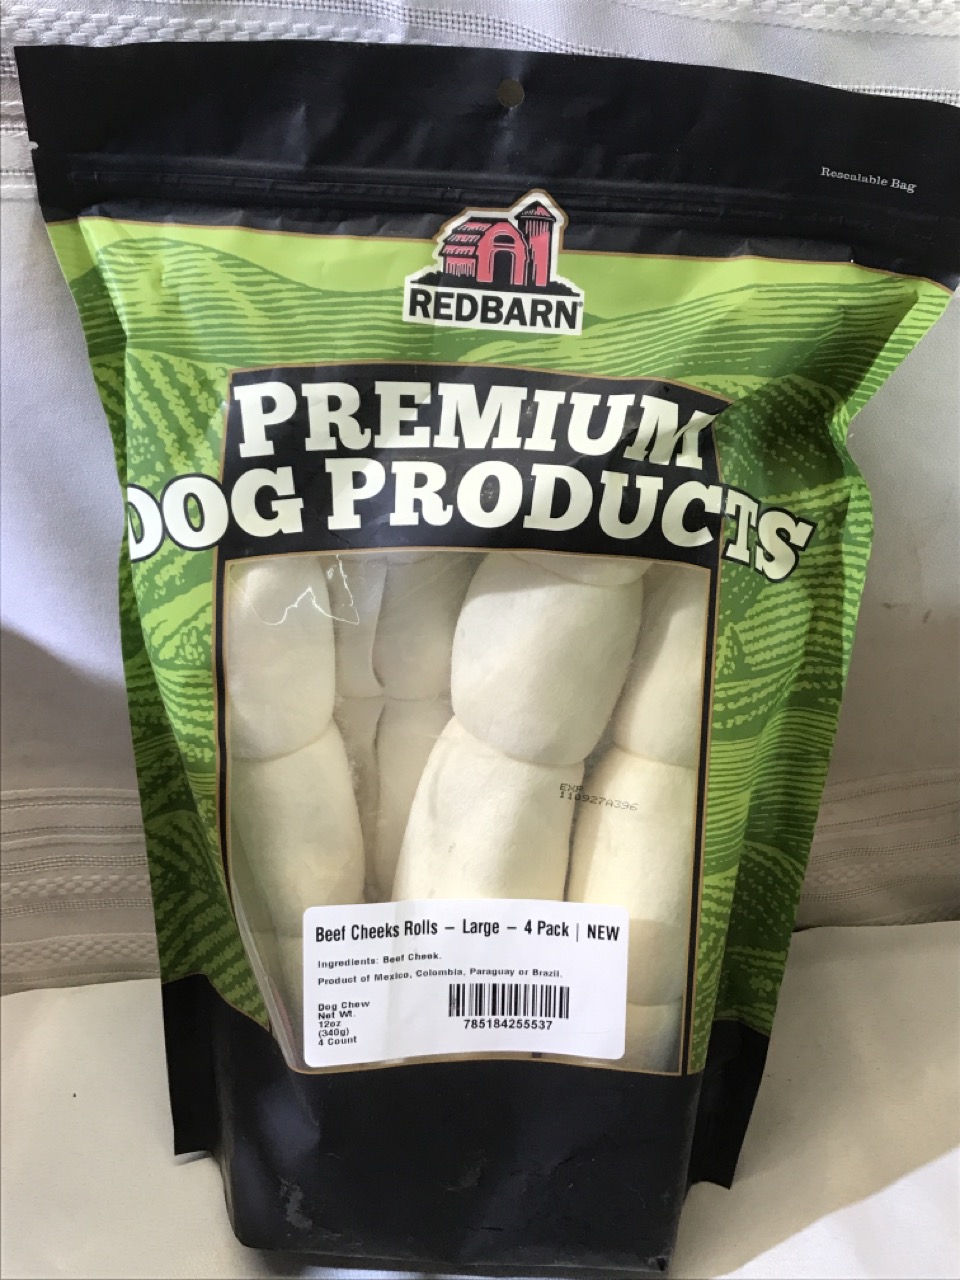 Resealable Bag
REDBARN®
PREMIUM
DOG PRODUCTS
EXP
110927A396
Beef Cheeks Rolls – Large – 4 Pack | NEW
Ingredients: Beef Cheek.
Product of Mexico, Colombia, Paraguay or Brazil.
Dog Chew
Net Wt.
12oz
(340g)
4 Count
785184255537